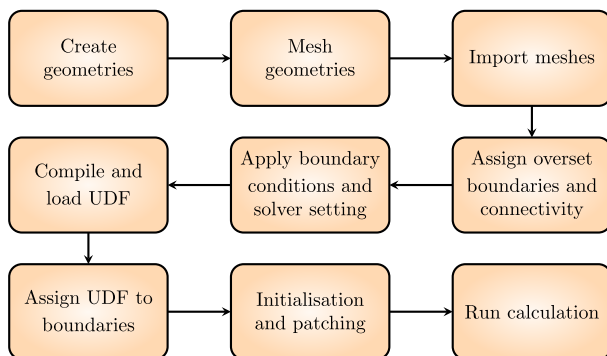 Create
geometries
Mesh
geometries
Import meshes
Assign overset
boundaries and
connectivity
Apply boundary
conditions and
solver setting
Compile and
load UDF
Assign UDF to
boundaries
Initialisation
and patching
Run calculation